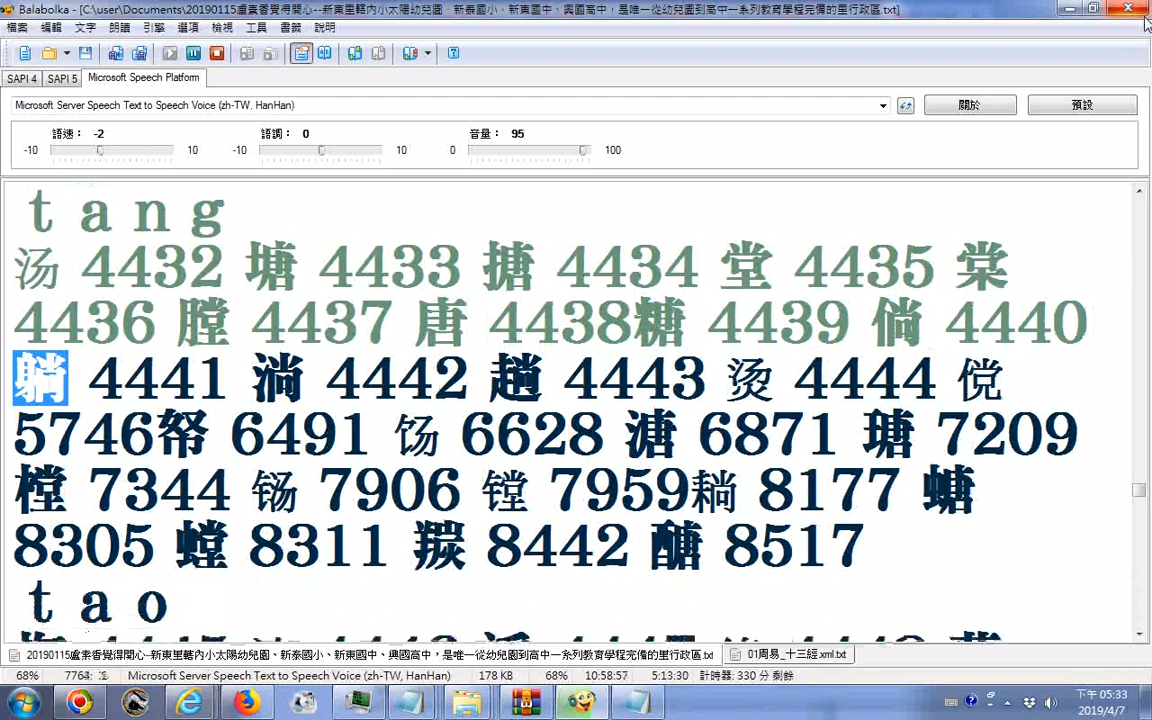 Balabolka - [C:\user\Documents\20190115盧素香覺得開心--新東里轄內小太陽幼兒園、新泰國小、新東國中、興國高中，是唯一從幼兒園到高中一系列教育學程完備的里行政區.txt]
檔案 編輯 文字 朗讀 引擎 選項 檢視 工具 書籤 說明
SAPI 4 SAPI 5 Microsoft Speech Platform
Microsoft Server Speech Text to Speech Voice (zh-TW, HanHan) 關於 預設
語速： -2 語調： 0 音量： 95
-10 10 -10 10 0 100
tang
汤 4432 塘 4433 搪 4434 堂 4435 棠
4436 膛 4437 唐 4438糖 4439 倘 4440
躺 4441 淌 4442 趟 4443 烫 4444 傥
5746帑 6491 饧 6628 溏 6871 瑭 7209
樘 7344 铴 7906 镗 7959耥 8177 螗
8305 螳 8311 羰 8442 醣 8517
tao
20190115盧素香覺得開心--新東里轄內小太陽幼兒園、新泰國小、新東國中、興國高中，是唯一從幼兒園到高中一系列教育學程完備的里行政區.txt 01周易_十三經.xml.txt
68% Microsoft Server Speech Text to Speech Voice (zh-TW, HanHan) 178 KB 68% 10:58:57 5:13:30 計時器: 330 分 剩餘
下午 05:33
2019/4/7